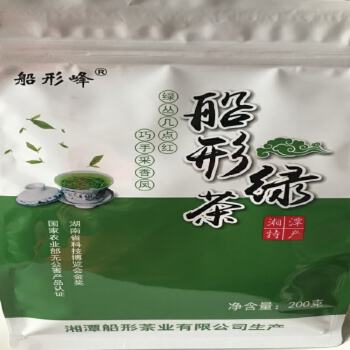 船形峰®
船形绿茶
绿丛几点红
巧手采香凤
湘潭
特产
湖南省科技博览会金奖
国家农业部无公害产品认证
净含量：200克
湘潭船形茶业有限公司生产